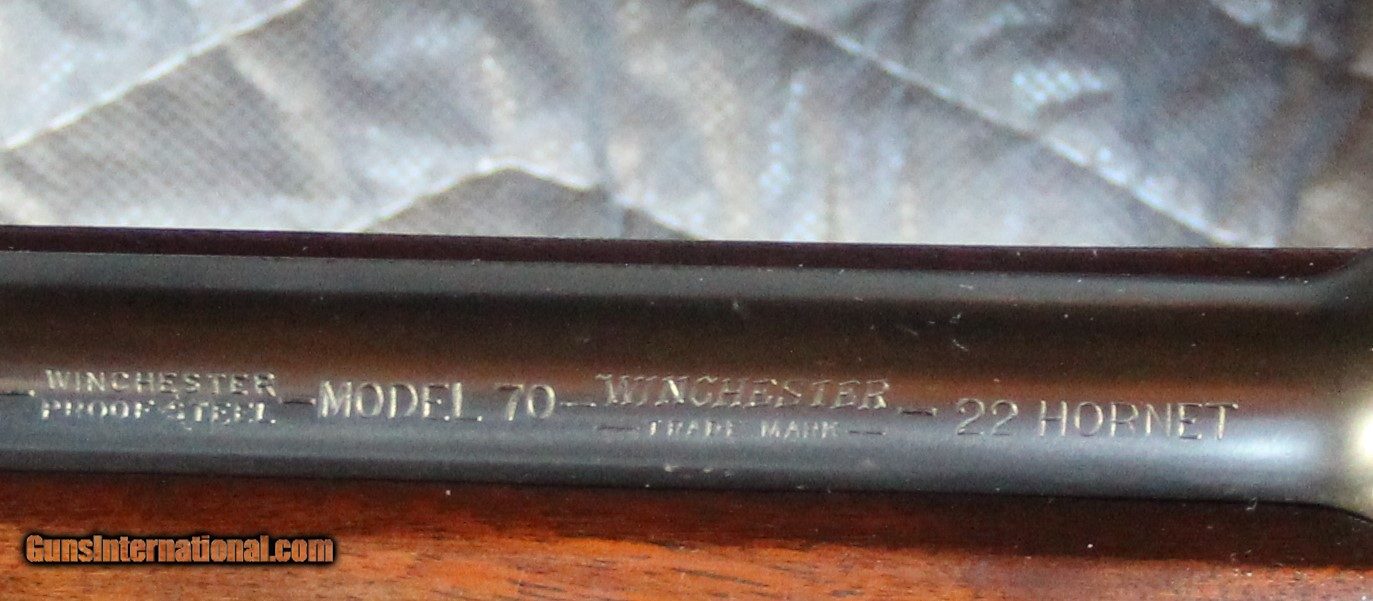 WINCHESTER
PROOF STEEL
-MODEL 70-
WINCHESTER
-TRADE MARK-
-22 HORNET
GunsInternational.com